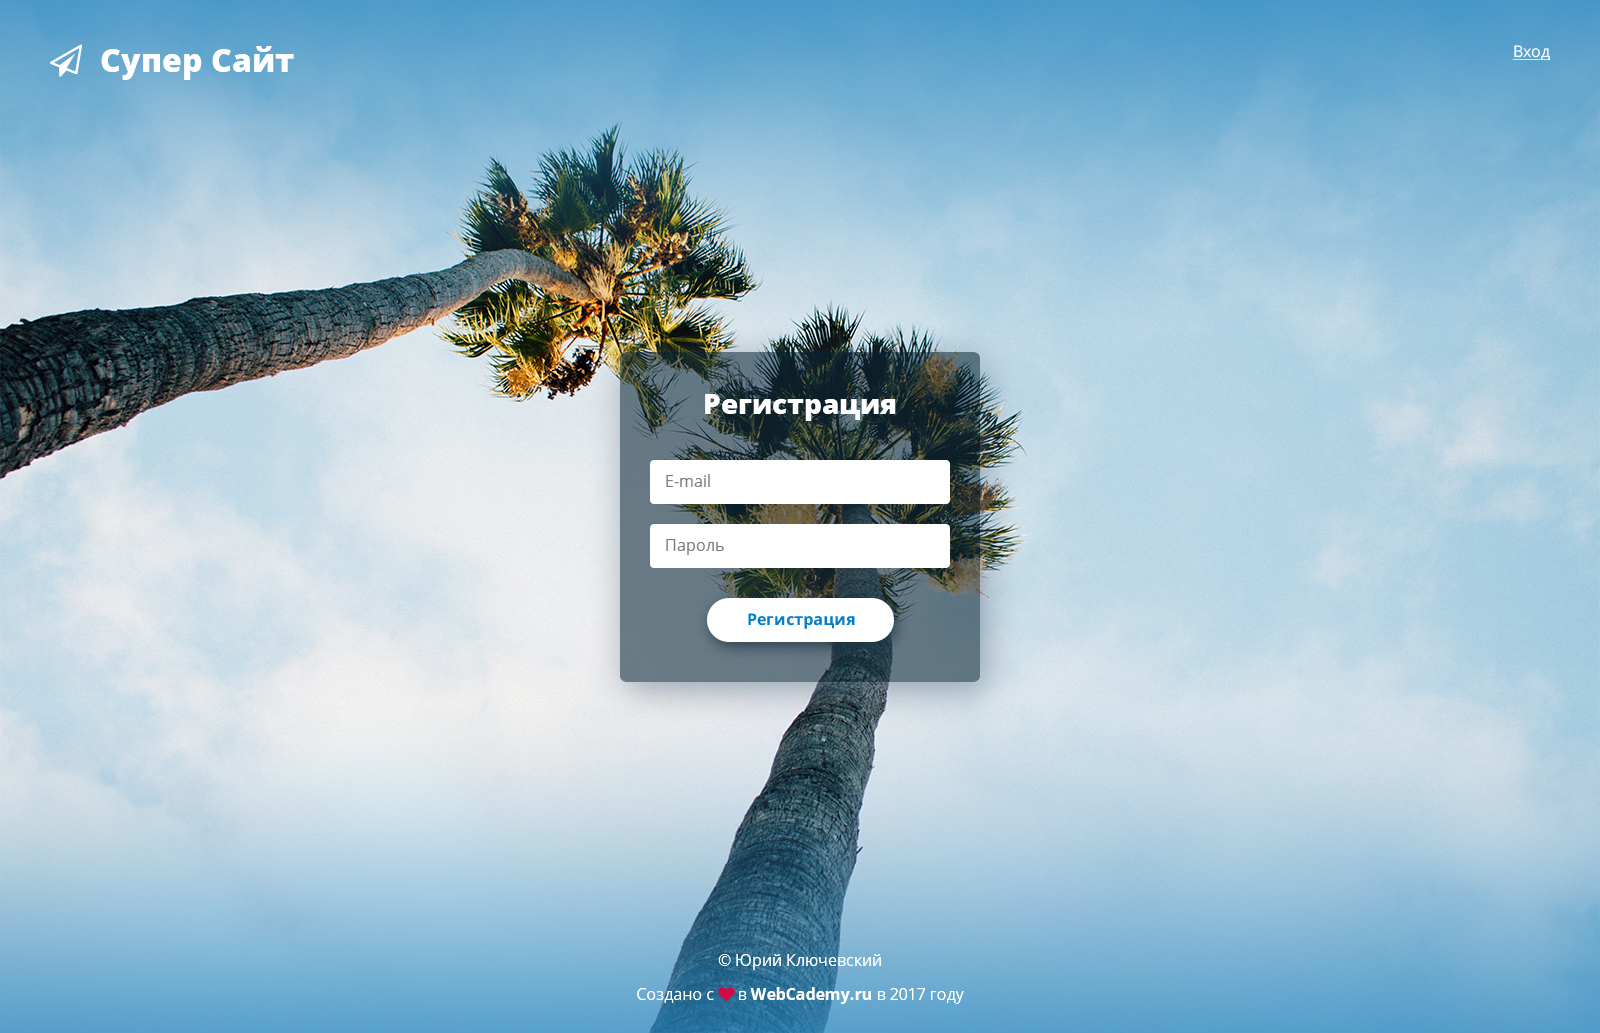 Супер Сайт
Вход
Регистрация
E-mail
Пароль
Регистрация
© Юрий Ключевский
Создано с ❤ в WebCademy.ru в 2017 году